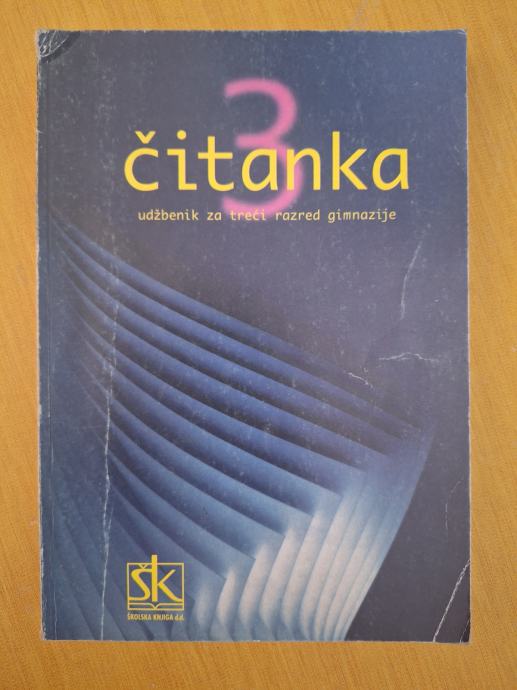 3
čitanka
udžbenik za treći razred gimnazije
šk
ŠKOLSKA KNJIGA d.d.